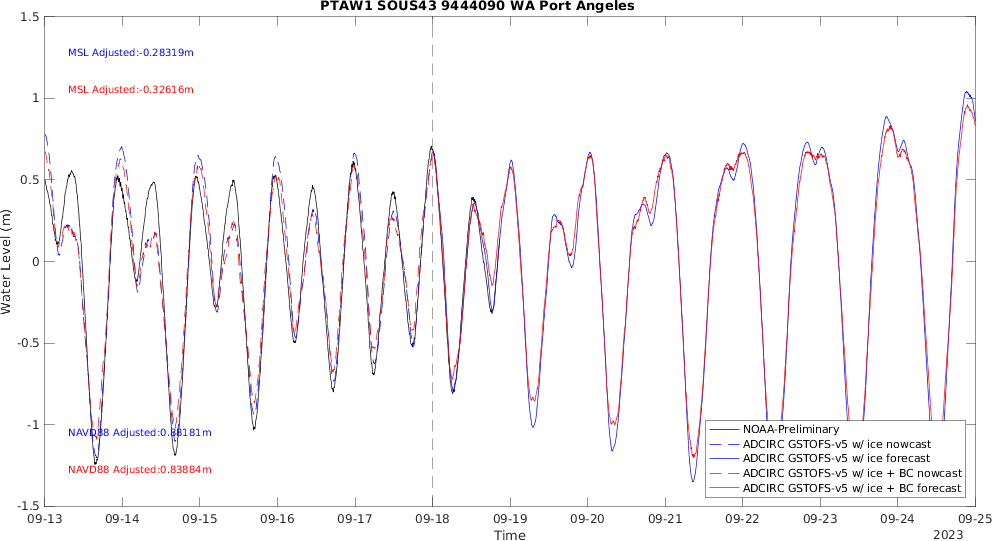 PTAW1 SOUS43 9444090 WA Port Angeles
1.5
1
0.5
0
-0.5
-1
-1.5
Water Level (m)
MSL Adjusted:-0.28319m
MSL Adjusted:-0.32616m
NAVD88 Adjusted:0.88181m
NAVD88 Adjusted:0.83884m
NOAA-Preliminary
ADCIRC GSTOFS-v5 w/ ice nowcast
ADCIRC GSTOFS-v5 w/ ice forecast
ADCIRC GSTOFS-v5 w/ ice + BC nowcast
ADCIRC GSTOFS-v5 w/ ice + BC forecast
09-13 09-14 09-15 09-16 09-17 09-18 09-19 09-20 09-21 09-22 09-23 09-24 09-25
Time
2023